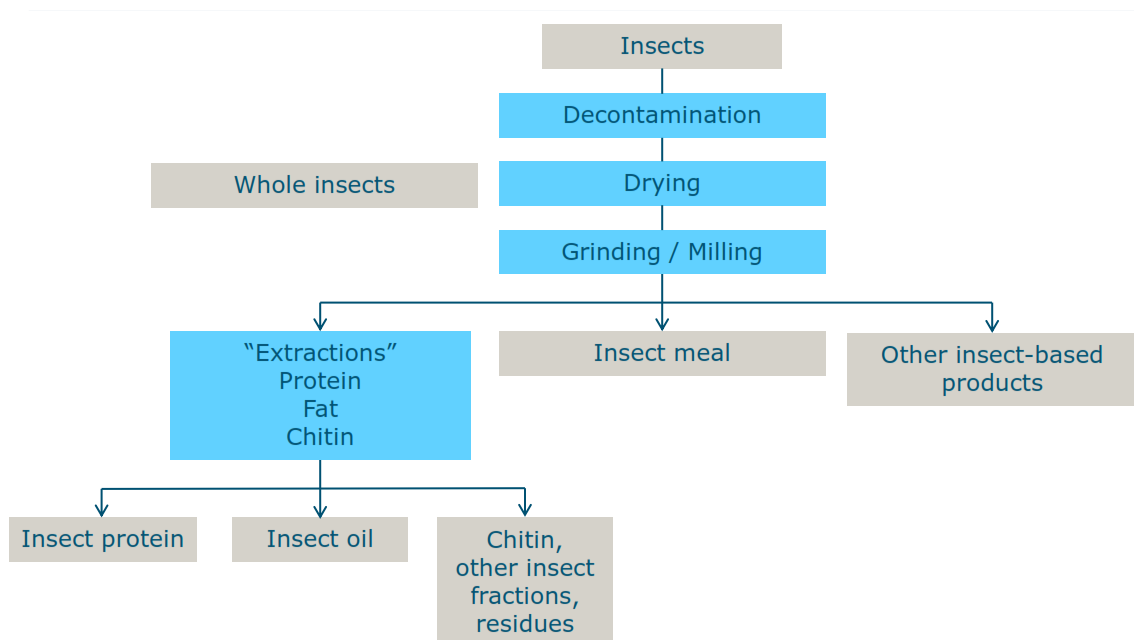 Insects
Decontamination
Whole insects
Drying
Grinding / Milling
“Extractions”
Protein
Fat
Chitin
Insect meal
Other insect-based
products
Insect protein
Insect oil
Chitin,
other insect
fractions,
residues